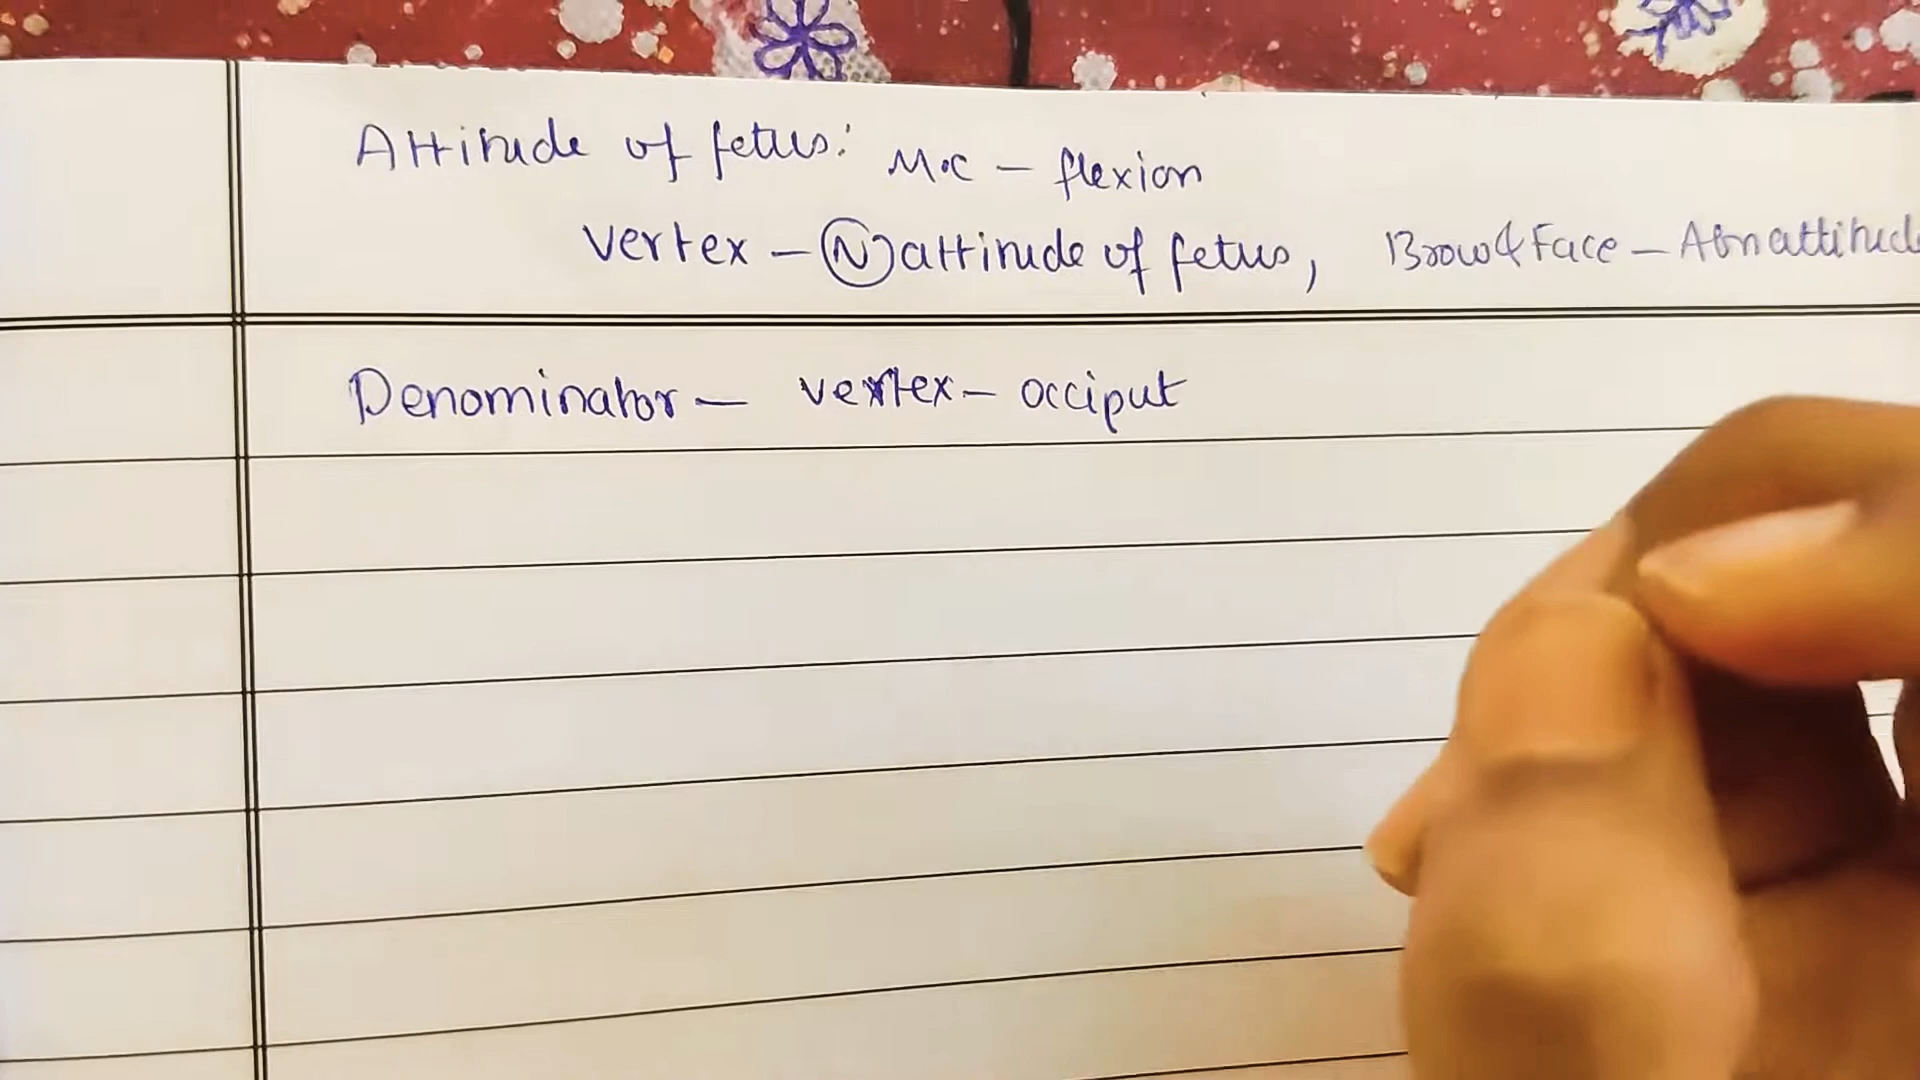 Attitude of fetus: M.C - flexion
Vertex - (N) attitude of fetus, Brow & Face - Abn attitude
Denominator - vertex - occiput